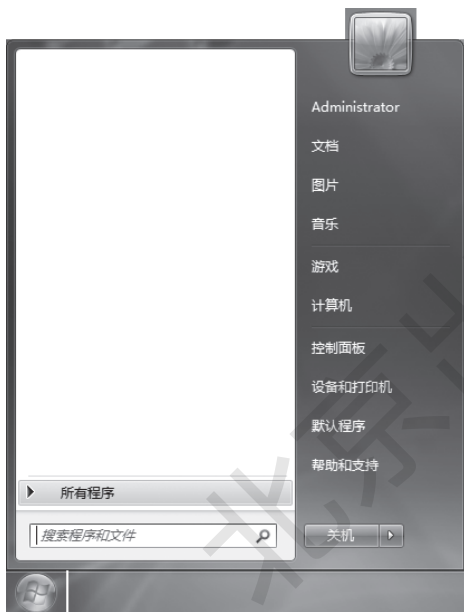 Administrator
文档
图片
音乐
游戏
计算机
控制面板
设备和打印机
默认程序
帮助和支持
所有程序
搜索程序和文件
关机
北京